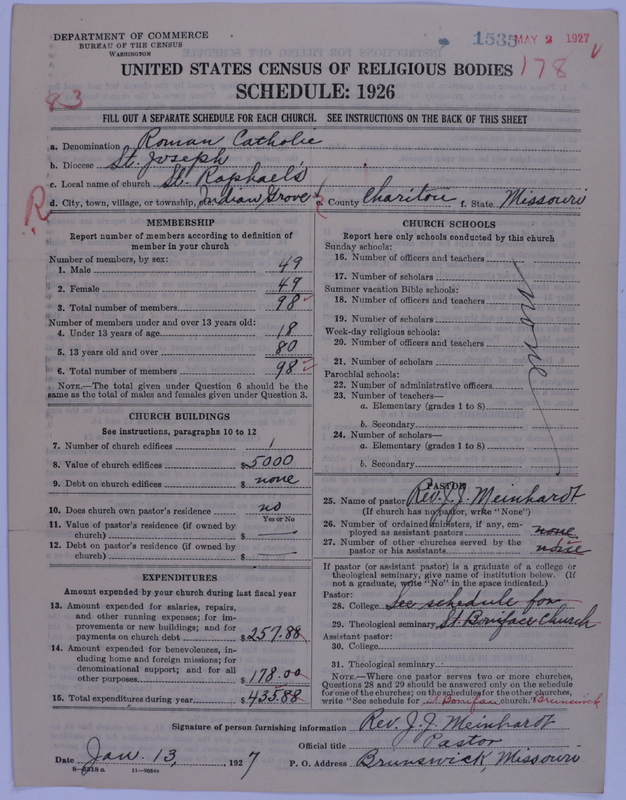 DEPARTMENT OF COMMERCE
BUREAU OF THE CENSUS
WASHINGTON
1535 MAY 2 1927
178
83
UNITED STATES CENSUS OF RELIGIOUS BODIES
SCHEDULE: 1926
FILL OUT A SEPARATE SCHEDULE FOR EACH CHURCH. SEE INSTRUCTIONS ON THE BACK OF THIS SHEET
a. Denomination Roman Catholic
b. Diocese St. Joseph
c. Local name of church St. Raphael's
d. City, town, village, or township, Indian Grove e. County Chariton f. State Missouri
R
MEMBERSHIP
Report number of members according to definition of
member in your church
Number of members, by sex:
1. Male 49
2. Female 49
3. Total number of members 98
Number of members under and over 13 years old:
4. Under 13 years of age 18
5. 13 years old and over 80
6. Total number of members 98
NOTE.—The total given under Question 6 should be the
same as the total of males and females given under Question 3.
CHURCH BUILDINGS
See instructions, paragraphs 10 to 12
7. Number of church edifices 1
8. Value of church edifices $5000
9. Debt on church edifices $ none
10. Does church own pastor's residence no
Yes or No
11. Value of pastor's residence (if owned by
church) $
12. Debt on pastor's residence (if owned by
church) $
EXPENDITURES
Amount expended by your church during last fiscal year
13. Amount expended for salaries, repairs,
and other running expenses; for im-
provements or new buildings; and for
payments on church debt $257.88
14. Amount expended for benevolences, in-
cluding home and foreign missions; for
denominational support; and for all
other purposes $178.00
15. Total expenditures during year $435.88
CHURCH SCHOOLS
Report here only schools conducted by this church
Sunday schools:
16. Number of officers and teachers
17. Number of scholars
Summer vacation Bible schools:
18. Number of officers and teachers
19. Number of scholars
Week-day religious schools:
20. Number of officers and teachers
21. Number of scholars
Parochial schools:
22. Number of administrative officers
23. Number of teachers—
a. Elementary (grades 1 to 8)
b. Secondary
24. Number of scholars—
a. Elementary (grades 1 to 8)
b. Secondary
none
PASTOR
25. Name of pastor Rev. J. J. Meinhardt
(If church has no pastor, write "None")
26. Number of ordained ministers, if any, em-
ployed as assistant pastors none
27. Number of other churches served by the
pastor or his assistants none
If pastor (or assistant pastor) is a graduate of a college or
theological seminary, give name of institution below. (If
not a graduate, write "No" in the space indicated.)
Pastor:
28. College See schedule for
29. Theological seminary St. Boniface Church
Assistant pastor:
30. College
31. Theological seminary
NOTE.—Where one pastor serves two or more churches,
Questions 28 and 29 should be answered only on the schedule
for one of the churches; on the schedules for the other churches,
write "See schedule for St. Boniface church." Brunswick
Signature of person furnishing information Rev. J. J. Meinhardt
Official title Pastor
Date Jan. 13, 1927 P. O. Address Brunswick, Missouri